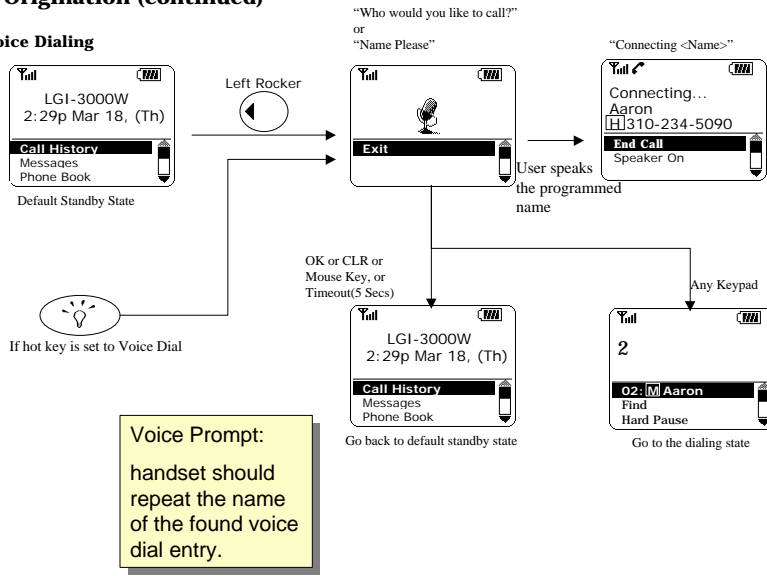 Origination (continued)
oice Dialing
"Who would you like to call?"
or
"Name Please"
"Connecting <Name>"
LGI-3000W
2:29p Mar 18, (Th)
Call History
Messages
Phone Book
Default Standby State
Left Rocker
Exit
User speaks
the programmed
name
Connecting...
Aaron
H 310-234-5090
End Call
Speaker On
If hot key is set to Voice Dial
OK or CLR or
Mouse Key, or
Timeout(5 Secs)
LGI-3000W
2:29p Mar 18, (Th)
Call History
Messages
Phone Book
Go back to default standby state
Any Keypad
2
02: M Aaron
Find
Hard Pause
Go to the dialing state
Voice Prompt:
handset should
repeat the name
of the found voice
dial entry.